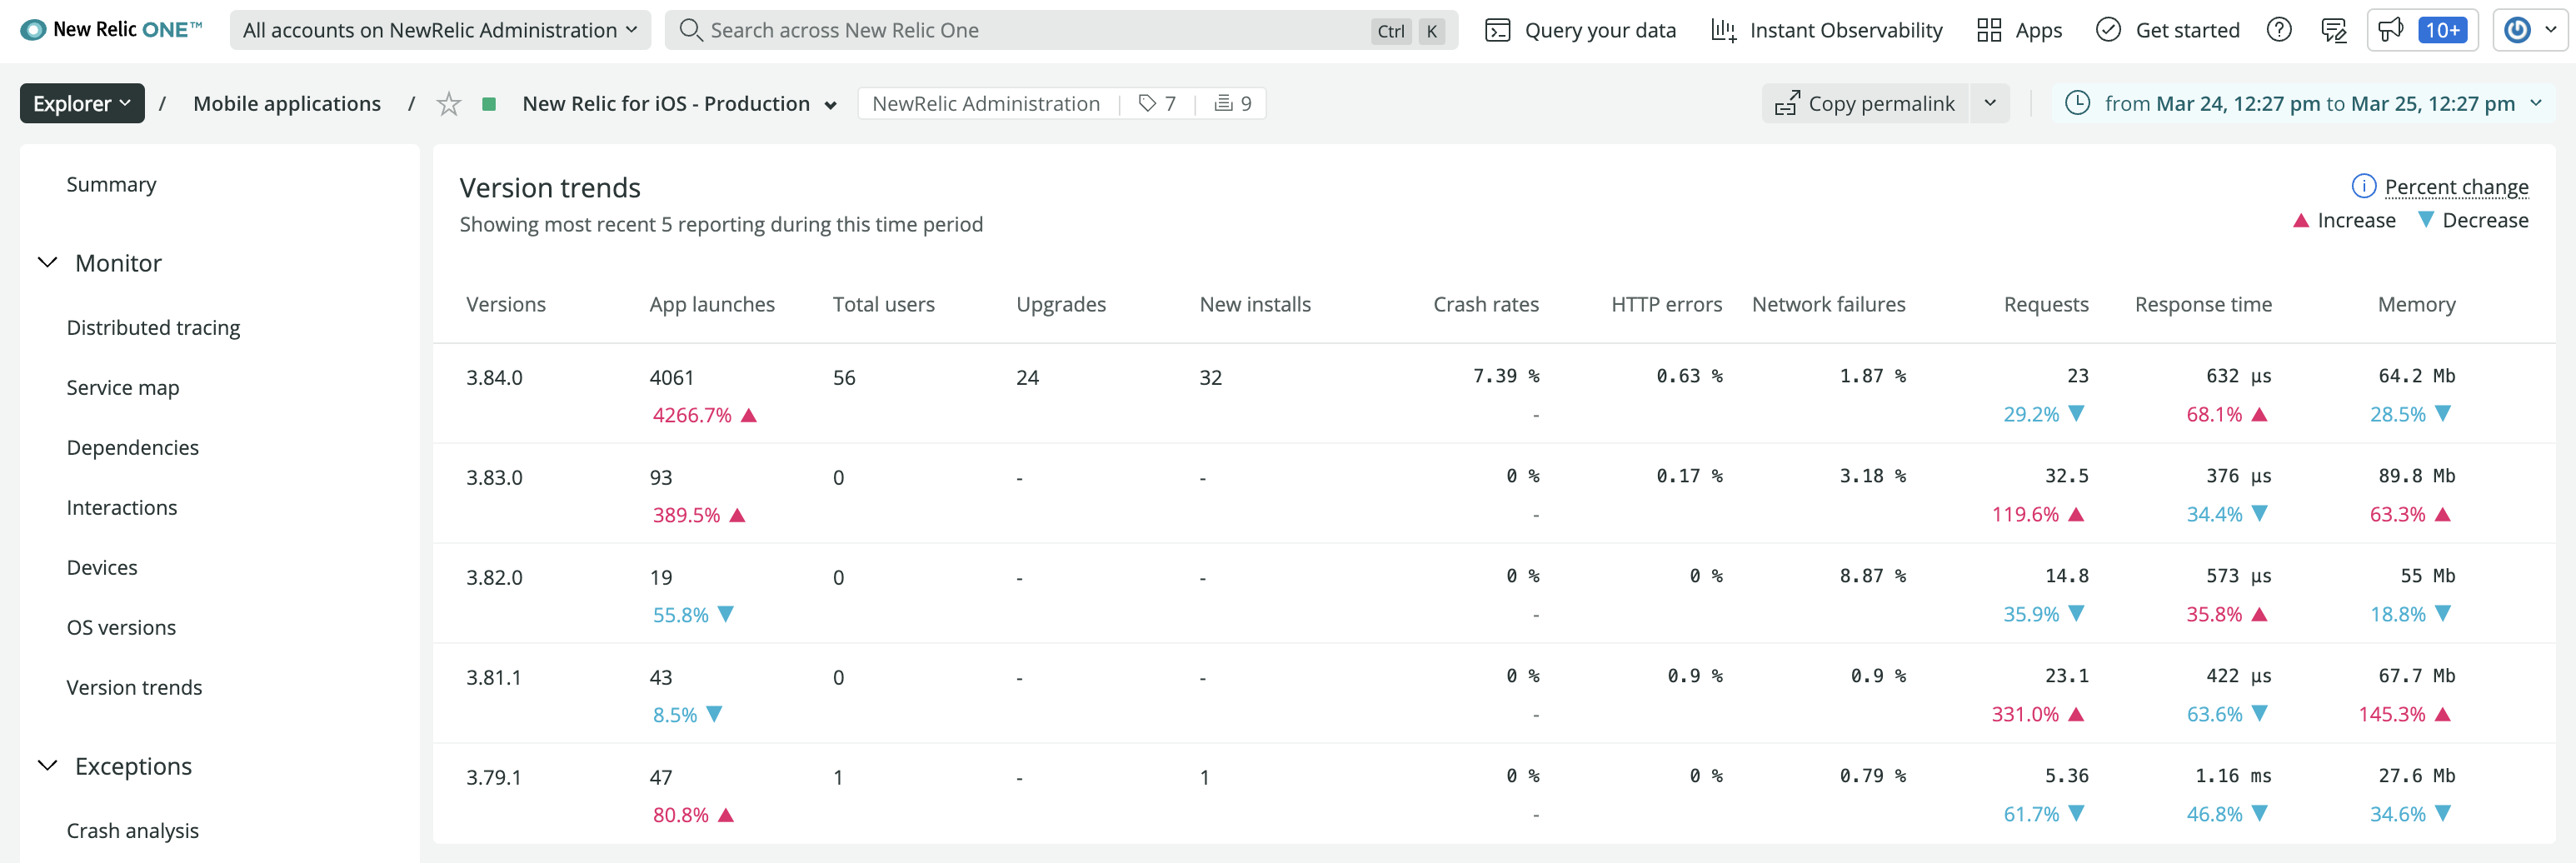 New Relic ONE™ All accounts on NewRelic Administration Search across New Relic One Ctrl K Query your data Instant Observability Apps Get started 10+
Explorer / Mobile applications / New Relic for iOS - Production NewRelic Administration 7 9 Copy permalink from Mar 24, 12:27 pm to Mar 25, 12:27 pm
Summary
Monitor
Distributed tracing
Service map
Dependencies
Interactions
Devices
OS versions
Version trends
Exceptions
Crash analysis
Version trends
Showing most recent 5 reporting during this time period
Percent change
▲ Increase ▼ Decrease
Versions App launches Total users Upgrades New installs Crash rates HTTP errors Network failures Requests Response time Memory
3.84.0 4061 56 24 32 7.39 % 0.63 % 1.87 % 23 632 µs 64.2 Mb
4266.7% ▲ - 29.2% ▼ 68.1% ▲ 28.5% ▼
3.83.0 93 0 - - 0 % 0.17 % 3.18 % 32.5 376 µs 89.8 Mb
389.5% ▲ - 119.6% ▲ 34.4% ▼ 63.3% ▲
3.82.0 19 0 - - 0 % 0 % 8.87 % 14.8 573 µs 55 Mb
55.8% ▼ - 35.9% ▼ 35.8% ▲ 18.8% ▼
3.81.1 43 0 - - 0 % 0.9 % 0.9 % 23.1 422 µs 67.7 Mb
8.5% ▼ - 331.0% ▲ 63.6% ▼ 145.3% ▲
3.79.1 47 1 - 1 0 % 0 % 0.79 % 5.36 1.16 ms 27.6 Mb
80.8% ▲ - 61.7% ▼ 46.8% ▼ 34.6% ▼